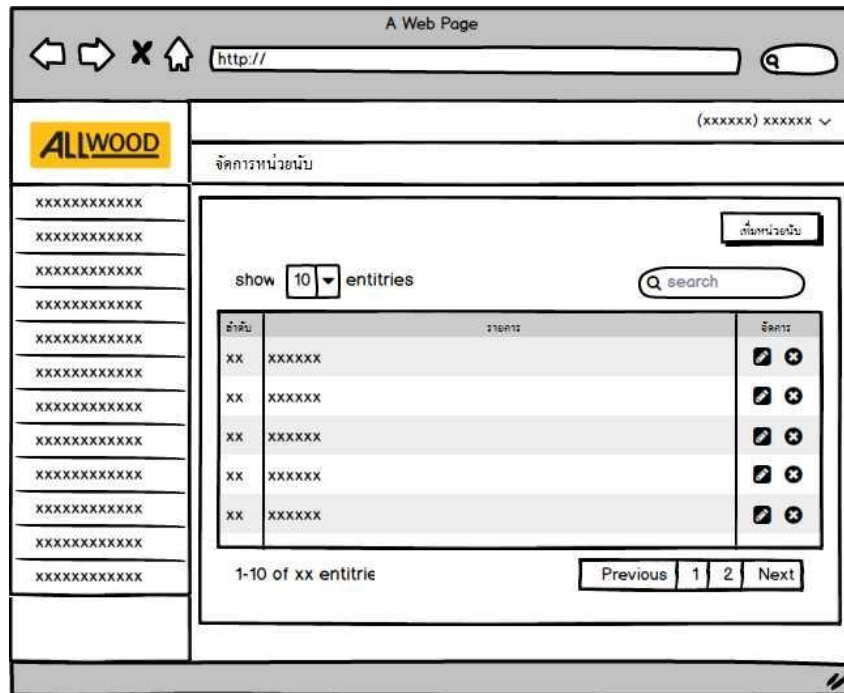 A Web Page
http://
(xxxxxx) xxxxxx
ALLWOOD
จัดการหน่วยนับ
xxxxxxxxxxxx
xxxxxxxxxxxx
xxxxxxxxxxxx
xxxxxxxxxxxx
xxxxxxxxxxxx
xxxxxxxxxxxx
xxxxxxxxxxxx
xxxxxxxxxxxx
xxxxxxxxxxxx
xxxxxxxxxxxx
xxxxxxxxxxxx
xxxxxxxxxxxx
เพิ่มหน่วยนับ
show 10 entitries
search
ลำดับ รายการ จัดการ
xx xxxxxx
xx xxxxxx
xx xxxxxx
xx xxxxxx
xx xxxxxx
1-10 of xx entitrie
Previous 1 2 Next